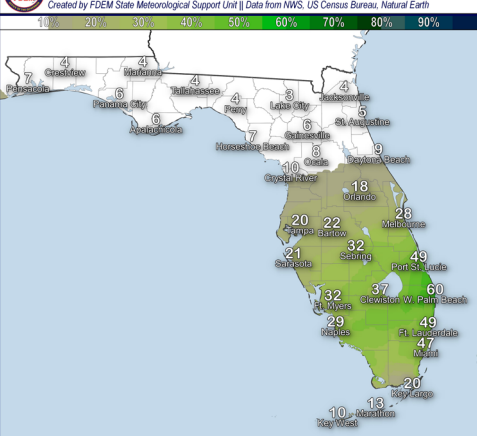 Created by FDEM State Meteorological Support Unit || Data from NWS, US Census Bureau, Natural Earth
10% 20% 30% 40% 50% 60% 70% 80% 90%
4
Crestview
4
Marianna
7
Pensacola
4
Tallahassee
4
Jacksonville
6
Panama City
4
Perry
3
Lake City
5
St. Augustine
6
Apalachicola
6
Gainesville
7
Horseshoe Beach
8
Ocala
9
Daytona Beach
10
Crystal River
18
Orlando
28
Melbourne
20
Tampa
22
Bartow
32
Sebring
21
Sarasota
49
Port St. Lucie
32
Ft. Myers
37
Clewiston
60
W. Palm Beach
29
Naples
49
Ft. Lauderdale
47
Miami
20
Key Largo
13
Marathon
10
Key West